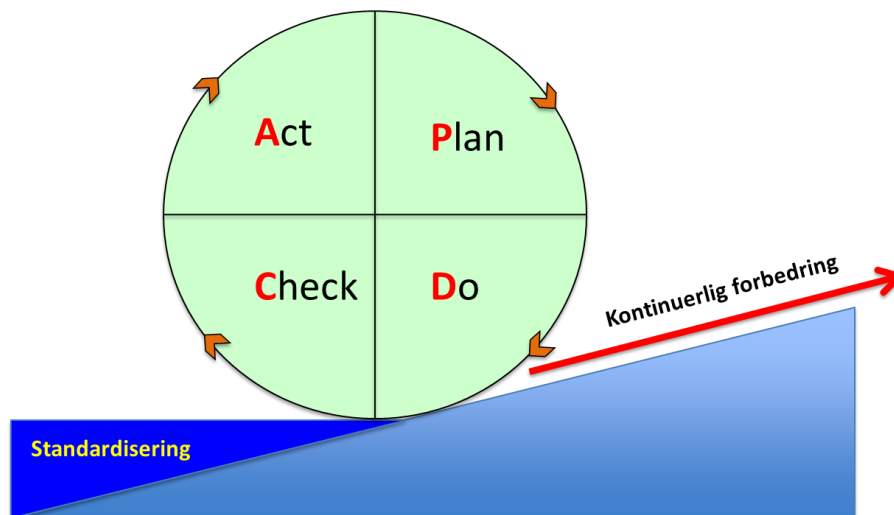 Act
Plan
Check
Do
Kontinuerlig forbedring
Standardisering